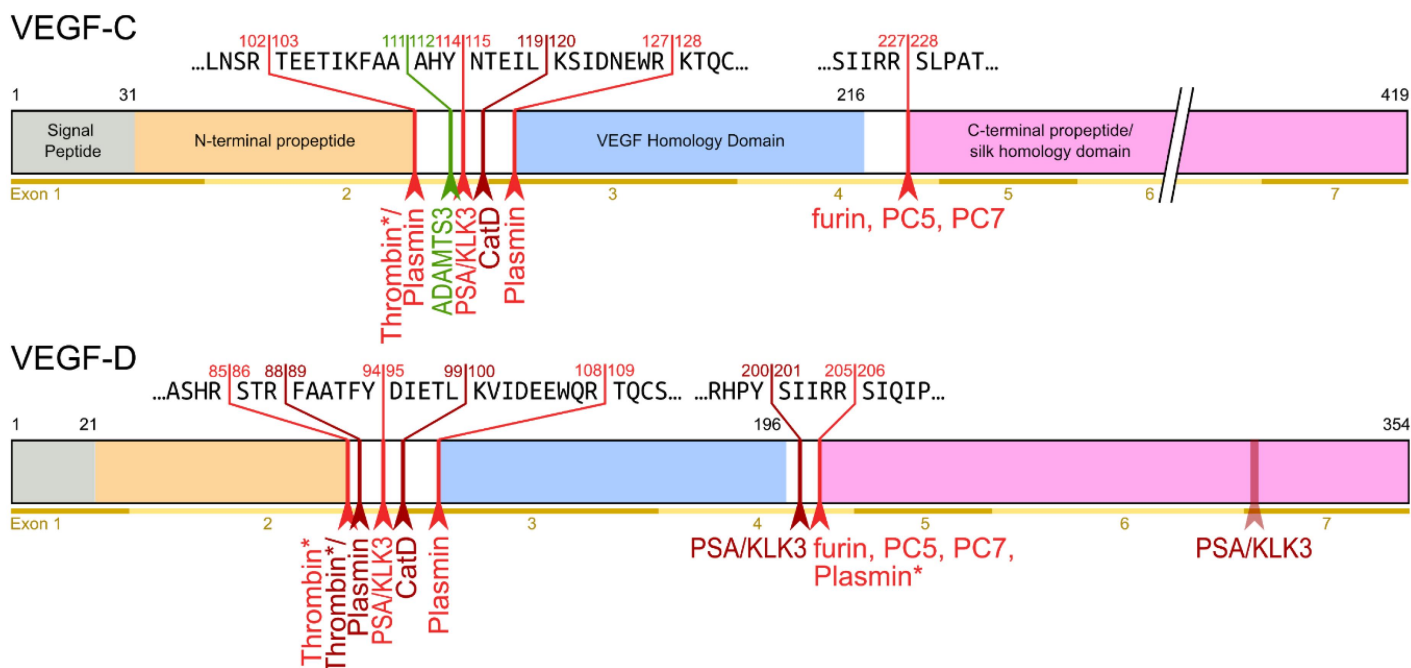 VEGF-C
102 103 111 112 114 115 119 120 127 128 227 228
…LNSR TEETIKFAA AHY NTEIL KSIDNEWR KTQC… …SIIRR SLPAT…
1 31 216 419
Signal Peptide
N-terminal propeptide
VEGF Homology Domain
C-terminal propeptide/
silk homology domain
Exon 1 2 3 4 5 6 7
Thrombin*/
Plasmin
ADAMTS3
PSA/KLK3
CatD
Plasmin
furin, PC5, PC7
VEGF-D
85 86 88 89 94 95 99 100 108 109 200 201 205 206
…ASHR STR FAATFY DIETL KVIDEEWQR TQCS… …RHPY SIIRR SIQIP…
1 21 196 354
Exon 1 2 3 4 5 6 7
Thrombin*
Thrombin*/
Plasmin
PSA/KLK3
CatD
Plasmin
PSA/KLK3
furin, PC5, PC7,
Plasmin*
PSA/KLK3